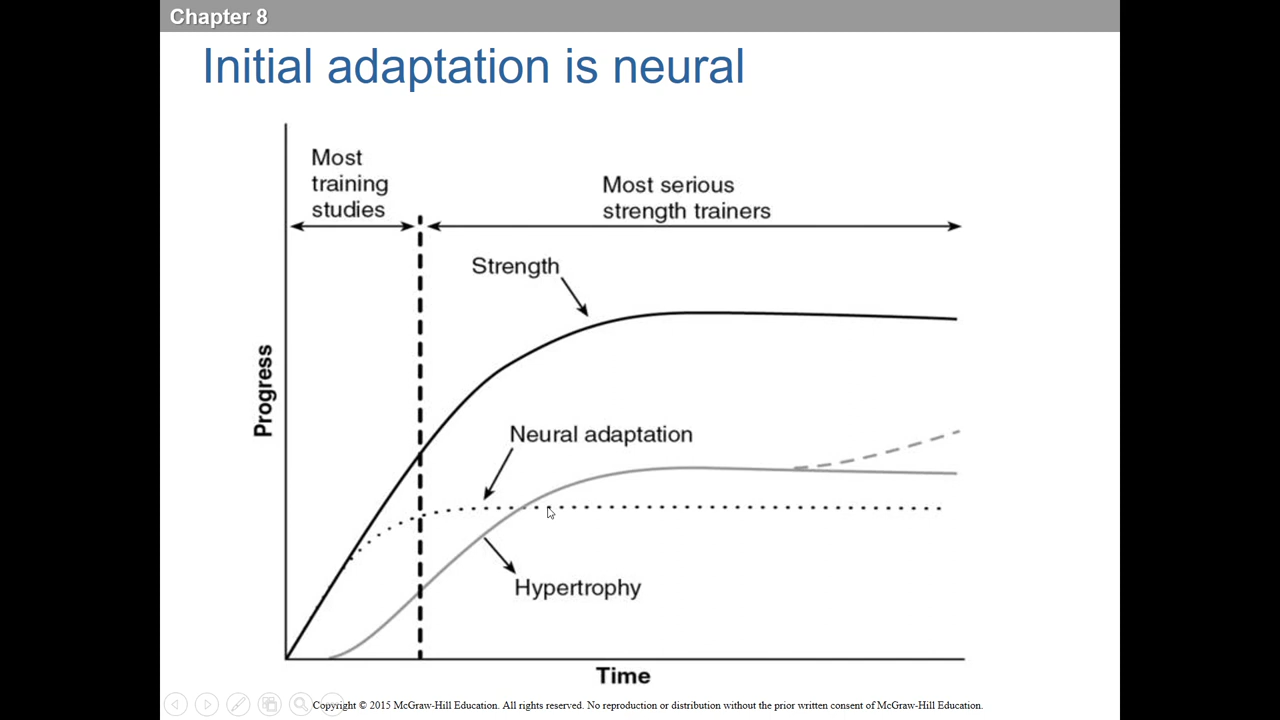 Chapter 8
Initial adaptation is neural
Most
training
studies
Most serious
strength trainers
Strength
Progress
Neural adaptation
Hypertrophy
Time
Copyright © 2015 McGraw-Hill Education. All rights reserved. No reproduction or distribution without the prior written consent of McGraw-Hill Education.